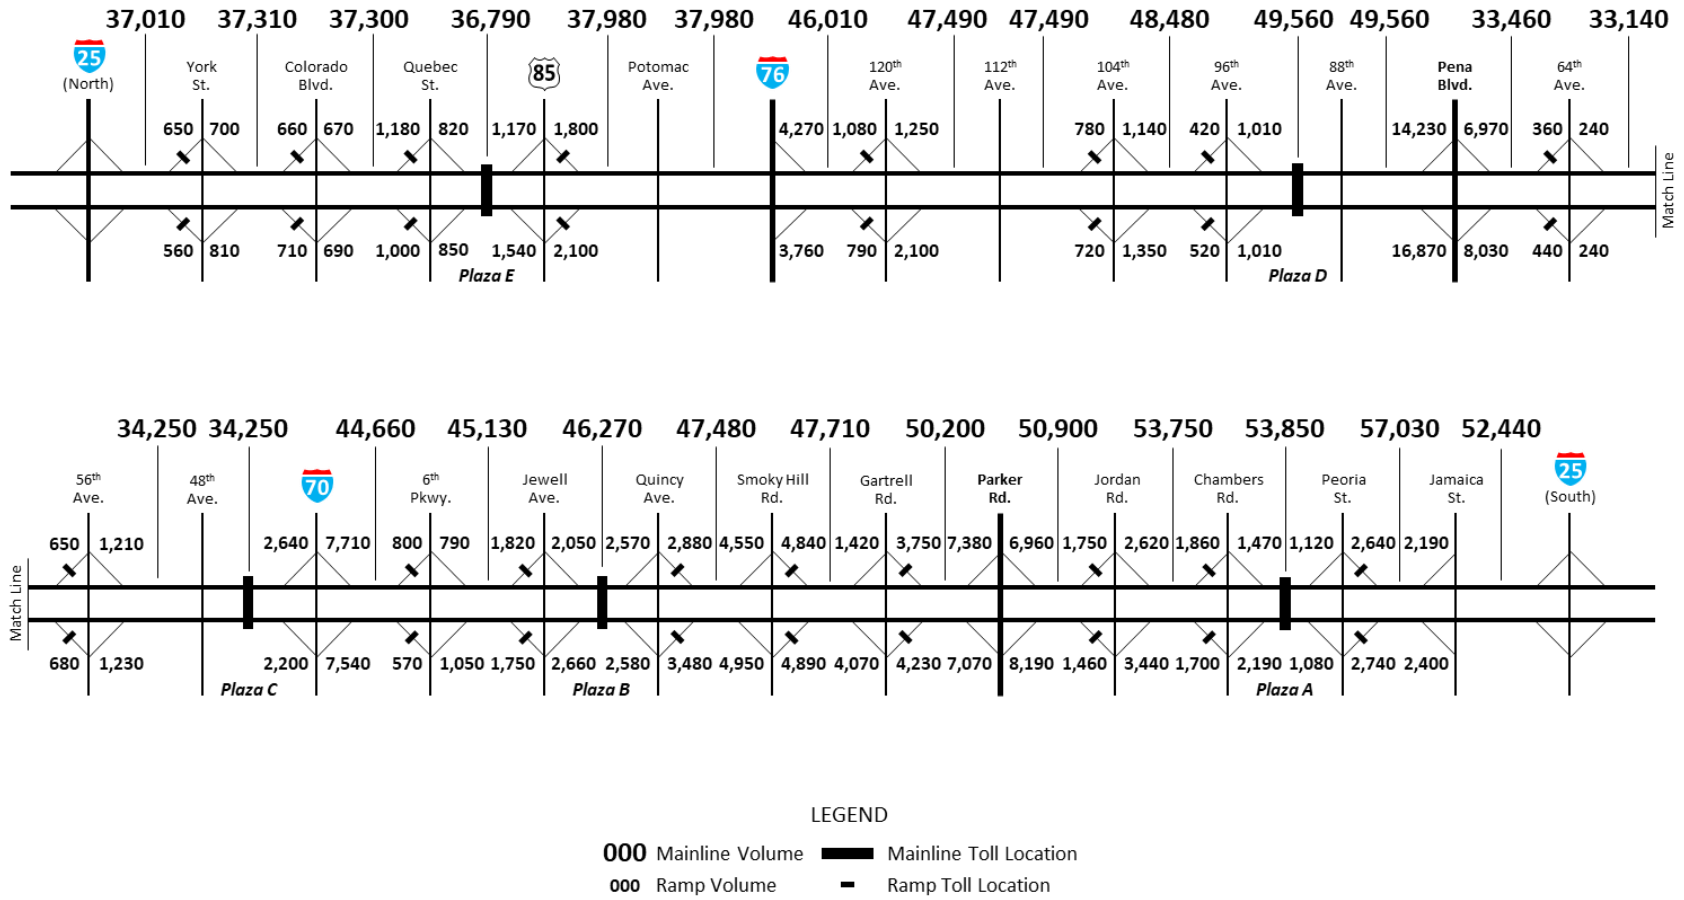 37,010 37,310 37,300 36,790 37,980 37,980 46,010 47,490 47,490 48,480 49,560 49,560 33,460 33,140
25 York Colorado Quebec 85 Potomac 76 120th 112th 104th 96th 88th Pena 64th
(North) St. Blvd. St. Ave. Ave. Ave. Ave. Ave. Ave. Blvd. Ave.
650 700 660 670 1,180 820 1,170 1,800 4,270 1,080 1,250 780 1,140 420 1,010 14,230 6,970 360 240
Match Line
560 810 710 690 1,000 850 1,540 2,100 3,760 790 2,100 720 1,350 520 1,010 16,870 8,030 440 240
Plaza E Plaza D
34,250 34,250 44,660 45,130 46,270 47,480 47,710 50,200 50,900 53,750 53,850 57,030 52,440
56th 48th 70 6th Jewell Quincy Smoky Hill Gartrell Parker Jordan Chambers Peoria Jamaica 25
Ave. Ave. Pkwy. Ave. Ave. Rd. Rd. Rd. Rd. Rd. St. St. (South)
650 1,210 2,640 7,710 800 790 1,820 2,050 2,570 2,880 4,550 4,840 1,420 3,750 7,380 6,960 1,750 2,620 1,860 1,470 1,120 2,640 2,190
Match Line
680 1,230 2,200 7,540 570 1,050 1,750 2,660 2,580 3,480 4,950 4,890 4,070 4,230 7,070 8,190 1,460 3,440 1,700 2,190 1,080 2,740 2,400
Plaza C Plaza B Plaza A
LEGEND
000 Mainline Volume Mainline Toll Location
000 Ramp Volume Ramp Toll Location